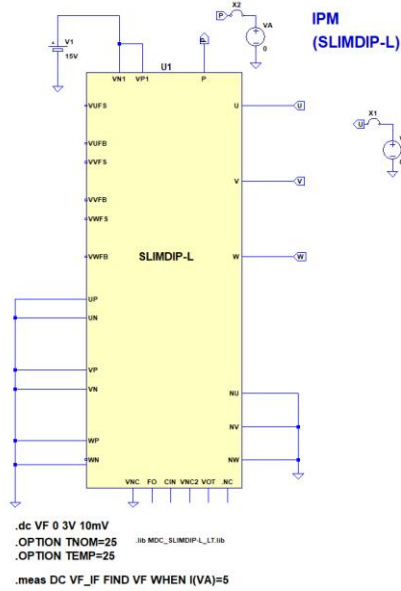 X2
P
VA
0
IPM
(SLIMDIP-L)
V1
15V
P
U1
VN1 VP1 P
VUFS
U U
X1
U
0
VUFB
VVFS
V V
VVFB
VWFS
VWFB
SLIMDIP-L
W W
UP
UN
VP
VN
NU
NV
WP
WN
NW
VNC FO CIN VNC2 VOT .NC
.dc VF 0 3V 10mV
.OPTION TNOM=25 .lib MDC_SLIMDIP-L_LT.lib
.OPTION TEMP=25
.meas DC VF_IF FIND VF WHEN I(VA)=5